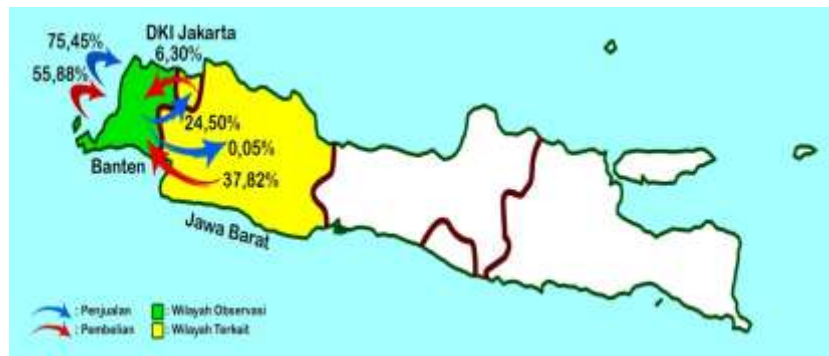 DKI Jakarta
75,45%
6,30%
55,88%
24,50%
0,05%
Banten
37,82%
Jawa Barat
: Penjualan : Wilayah Observasi
: Pembelian : Wilayah Terkait